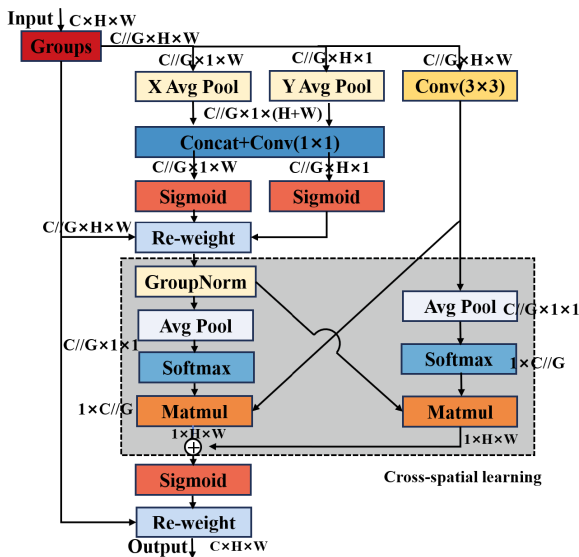 Input
C×H×W
Groups
C//G×H×W
C//G×1×W
C//G×H×1
C//G×H×W
X Avg Pool
Y Avg Pool
Conv(3×3)
C//G×1×(H+W)
Concat+Conv(1×1)
C//G×1×W
C//G×H×1
Sigmoid
Sigmoid
C//G×H×W
Re-weight
GroupNorm
Avg Pool
Avg Pool
C//G×1×1
C//G×1×1
Softmax
Softmax
1×C//G
1×C//G
Matmul
Matmul
1×H×W
1×H×W
Sigmoid
Cross-spatial learning
Re-weight
Output
C×H×W